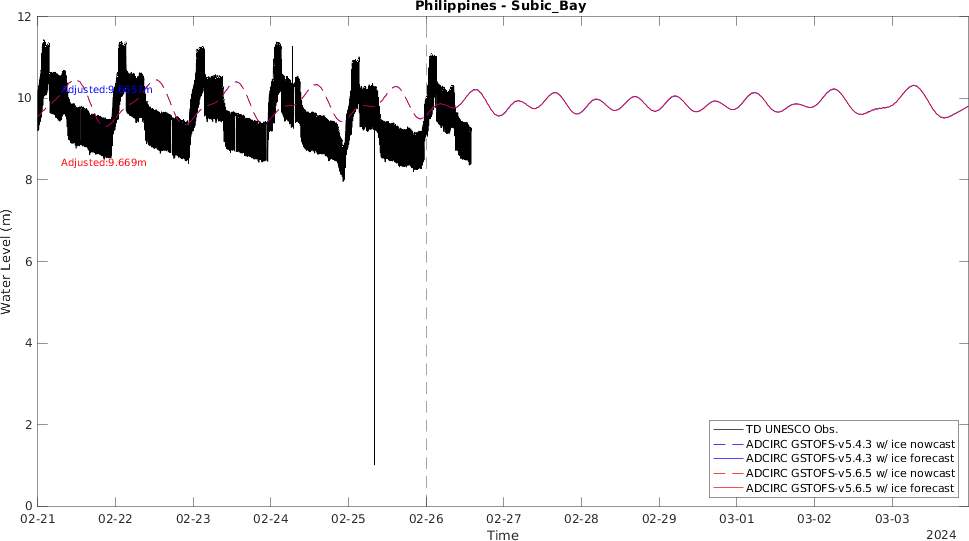 Philippines - Subic_Bay
12
10
8
6
4
2
0
Water Level (m)
Adjusted:9.669m
02-21 02-22 02-23 02-24 02-25 02-26 02-27 02-28 02-29 03-01 03-02 03-03
Time
2024
TD UNESCO Obs.
ADCIRC GSTOFS-v5.4.3 w/ ice nowcast
ADCIRC GSTOFS-v5.4.3 w/ ice forecast
ADCIRC GSTOFS-v5.6.5 w/ ice nowcast
ADCIRC GSTOFS-v5.6.5 w/ ice forecast